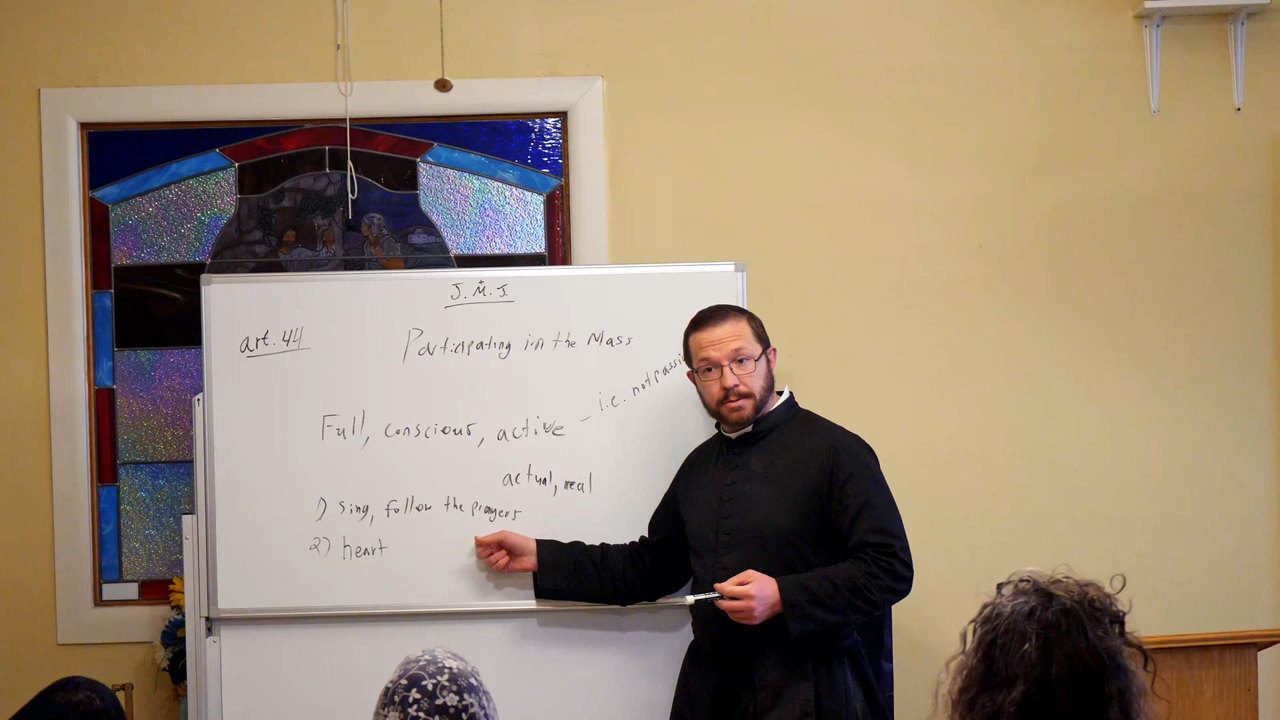 J. M. J.
art. 44
Participating in the Mass
Full, conscious, active – i.e. not passi
actual, real
1) sing, follow the prayers
2) heart